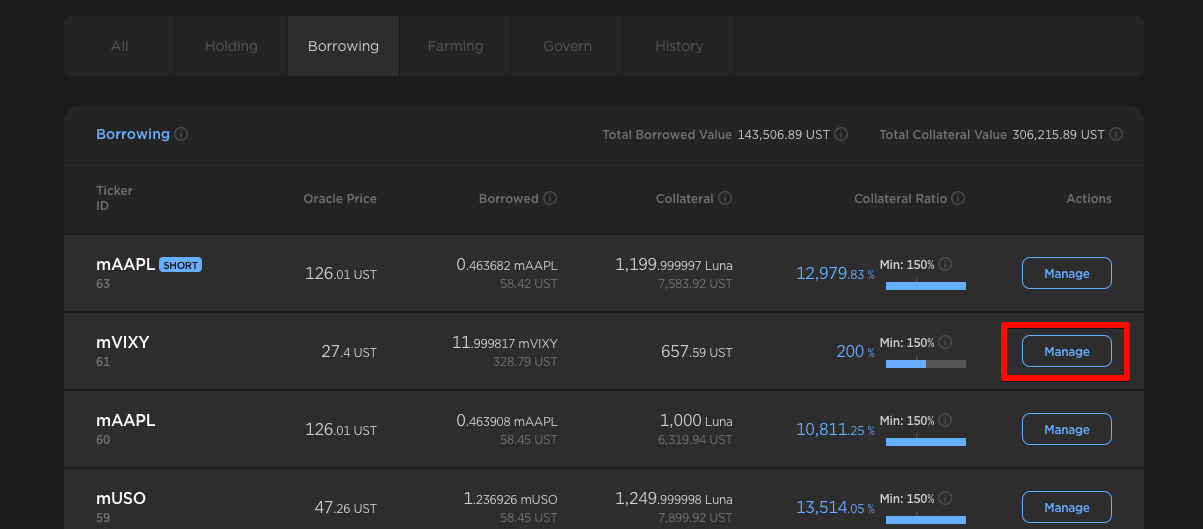 All Holding Borrowing Farming Govern History
Borrowing Total Borrowed Value 143,506.89 UST Total Collateral Value 306,215.89 UST
Ticker
ID
Oracle Price Borrowed Collateral Collateral Ratio Actions
mAAPL SHORT
63
126.01 UST
0.463682 mAAPL
58.42 UST
1,199.999997 Luna
7,583.92 UST
12,979.83 %
Min: 150%
Manage
mVIXY
61
27.4 UST
11.999817 mVIXY
328.79 UST
657.59 UST
200 %
Min: 150%
Manage
mAAPL
60
126.01 UST
0.463908 mAAPL
58.45 UST
1,000 Luna
6,319.94 UST
10,811.25 %
Min: 150%
Manage
mUSO
59
47.26 UST
1.236926 mUSO
58.45 UST
1,249.999998 Luna
7,899.92 UST
13,514.05 %
Min: 150%
Manage